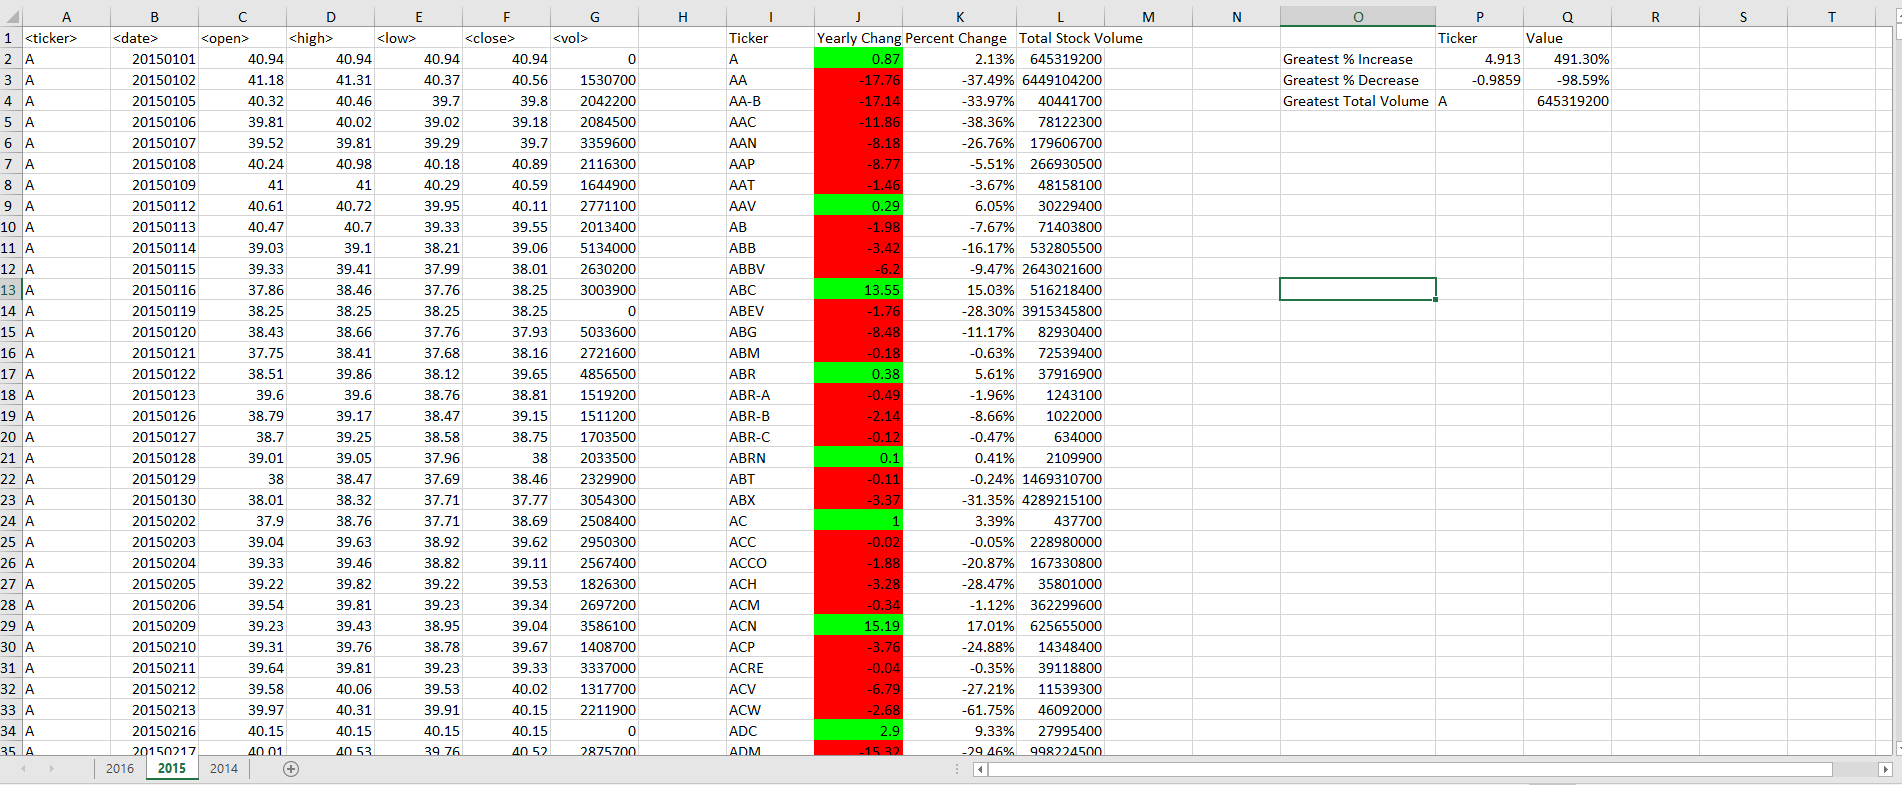 A B C D E F G H I J K L M N O P Q R S T
1 <ticker> <date> <open> <high> <low> <close> <vol> Ticker Yearly Chang Percent Change Total Stock Volume Ticker Value
2 A 20150101 40.94 40.94 40.94 40.94 0 A 0.87 2.13% 645319200 Greatest % Increase 4.913 491.30%
3 A 20150102 41.18 41.31 40.37 40.56 1530700 AA -17.76 -37.49% 6449104200 Greatest % Decrease -0.9859 -98.59%
4 A 20150105 40.32 40.46 39.7 39.8 2042200 AA-B -17.14 -33.97% 40441700 Greatest Total Volume A 645319200
5 A 20150106 39.81 40.02 39.02 39.18 2084500 AAC -11.86 -38.36% 78122300
6 A 20150107 39.52 39.81 39.29 39.7 3359600 AAN -8.18 -26.76% 179606700
7 A 20150108 40.24 40.98 40.18 40.89 2116300 AAP -8.77 -5.51% 266930500
8 A 20150109 41 41 40.29 40.59 1644900 AAT -1.46 -3.67% 48158100
9 A 20150112 40.61 40.72 39.95 40.11 2771100 AAV 0.29 6.05% 30229400
10 A 20150113 40.47 40.7 39.33 39.55 2013400 AB -1.98 -7.67% 71403800
11 A 20150114 39.03 39.1 38.21 39.06 5134000 ABB -3.42 -16.17% 532805500
12 A 20150115 39.33 39.41 37.99 38.01 2630200 ABBV -6.2 -9.47% 2643021600
13 A 20150116 37.86 38.46 37.76 38.25 3003900 ABC 13.55 15.03% 516218400
14 A 20150119 38.25 38.25 38.25 38.25 0 ABEV -1.76 -28.30% 3915345800
15 A 20150120 38.43 38.66 37.76 37.93 5033600 ABG -8.48 -11.17% 82930400
16 A 20150121 37.75 38.41 37.68 38.16 2721600 ABM -0.18 -0.63% 72539400
17 A 20150122 38.51 39.86 38.12 39.65 4856500 ABR 0.38 5.61% 37916900
18 A 20150123 39.6 39.6 38.76 38.81 1519200 ABR-A -0.49 -1.96% 1243100
19 A 20150126 38.79 39.17 38.47 39.15 1511200 ABR-B -2.14 -8.66% 1022000
20 A 20150127 38.7 39.25 38.58 38.75 1703500 ABR-C -0.12 -0.47% 634000
21 A 20150128 39.01 39.05 37.96 38 2033500 ABRN 0.1 0.41% 2109900
22 A 20150129 38 38.47 37.69 38.46 2329900 ABT -0.11 -0.24% 1469310700
23 A 20150130 38.01 38.32 37.71 37.77 3054300 ABX -3.37 -31.35% 4289215100
24 A 20150202 37.9 38.76 37.71 38.69 2508400 AC 1 3.39% 437700
25 A 20150203 39.04 39.63 38.92 39.62 2950300 ACC -0.02 -0.05% 228980000
26 A 20150204 39.33 39.46 38.82 39.11 2567400 ACCO -1.88 -20.87% 167330800
27 A 20150205 39.22 39.82 39.22 39.53 1826300 ACH -3.28 -28.47% 35801000
28 A 20150206 39.54 39.81 39.23 39.34 2697200 ACM -0.34 -1.12% 362299600
29 A 20150209 39.23 39.43 38.95 39.04 3586100 ACN 15.19 17.01% 625655000
30 A 20150210 39.31 39.76 38.78 39.67 1408700 ACP -3.76 -24.88% 14348400
31 A 20150211 39.64 39.81 39.23 39.33 3337000 ACRE -0.04 -0.35% 39118800
32 A 20150212 39.58 40.06 39.53 40.02 1317700 ACV -6.79 -27.21% 11539300
33 A 20150213 39.97 40.31 39.91 40.15 2211900 ACW -2.68 -61.75% 46092000
34 A 20150216 40.15 40.15 40.15 40.15 0 ADC 2.9 9.33% 27995400
35 A 20150217 40.01 40.53 39.76 40.52 2875700 ADM -15.32 -29.46% 998224500
2016 2015 2014